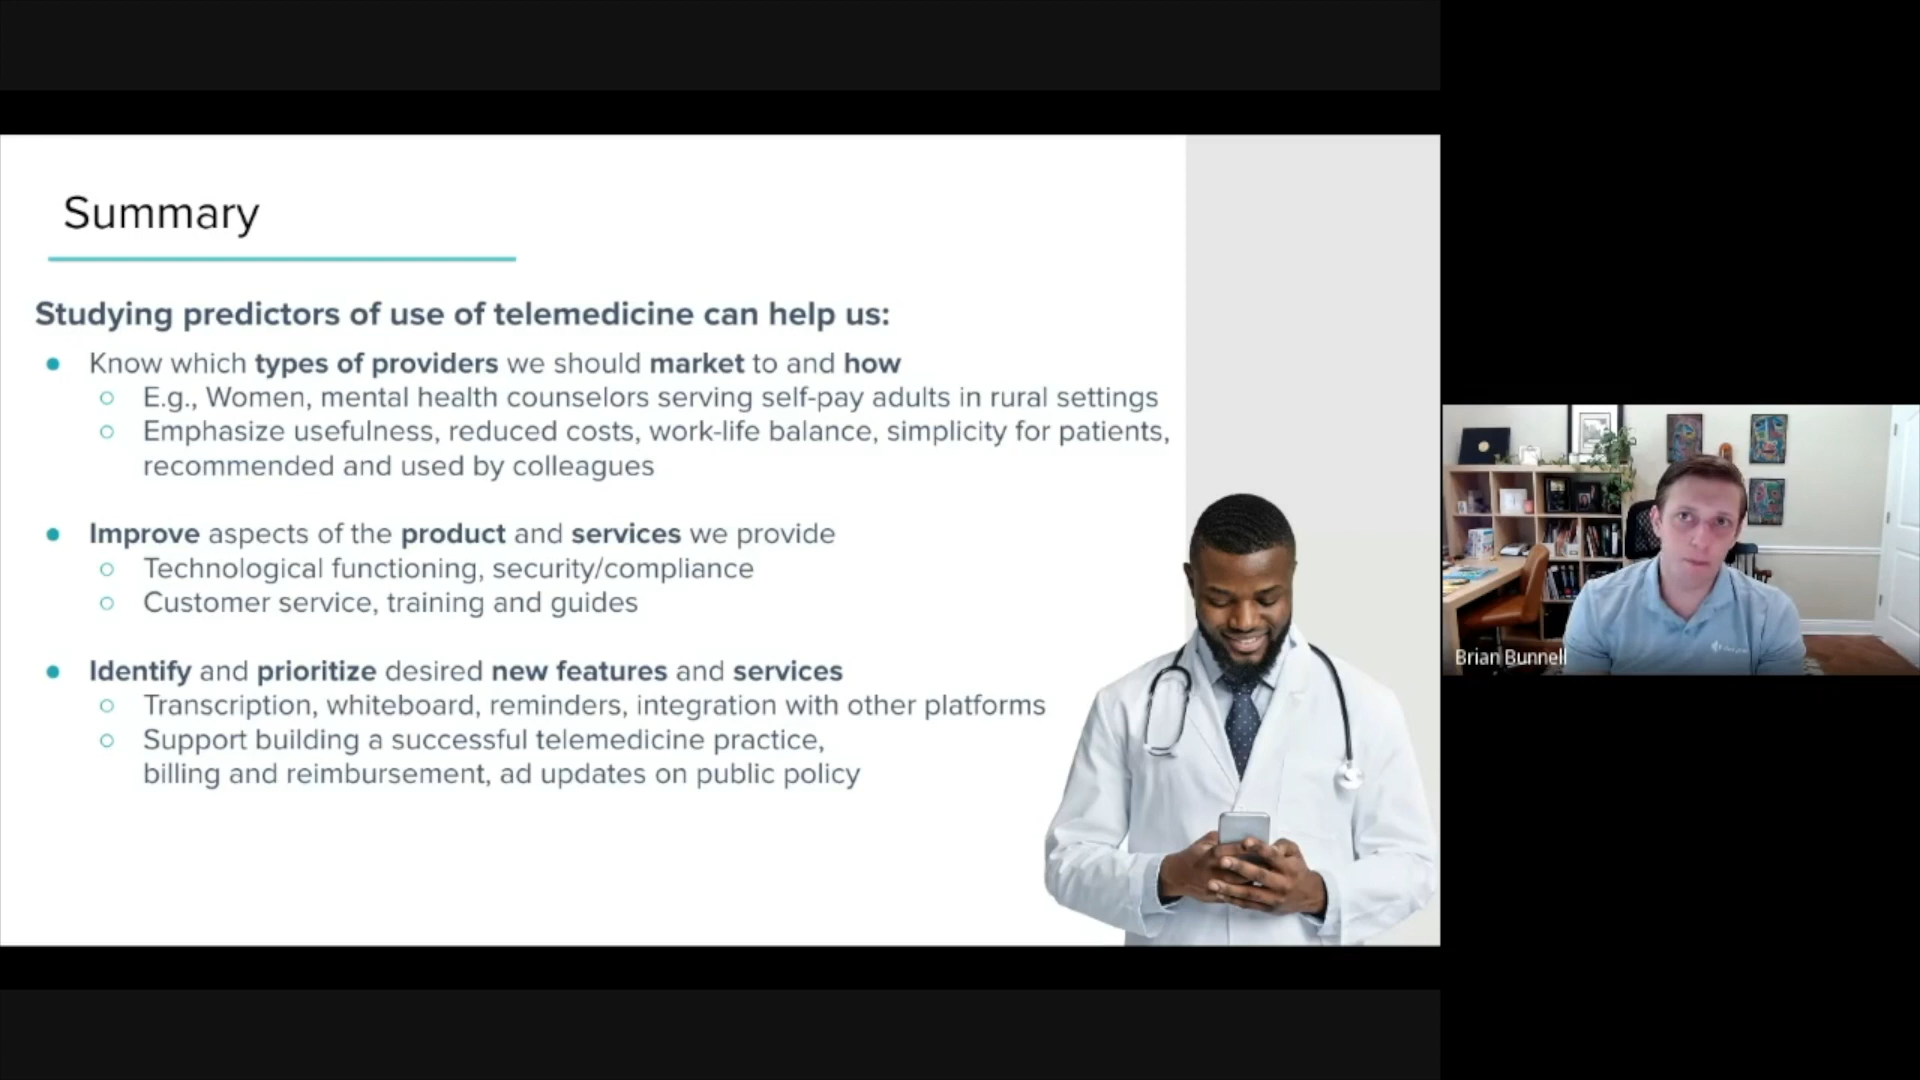 Summary
Studying predictors of use of telemedicine can help us:
● Know which types of providers we should market to and how
○ E.g., Women, mental health counselors serving self-pay adults in rural settings
○ Emphasize usefulness, reduced costs, work-life balance, simplicity for patients,
recommended and used by colleagues
● Improve aspects of the product and services we provide
○ Technological functioning, security/compliance
○ Customer service, training and guides
● Identify and prioritize desired new features and services
○ Transcription, whiteboard, reminders, integration with other platforms
○ Support building a successful telemedicine practice,
billing and reimbursement, ad updates on public policy
Brian Bunnell